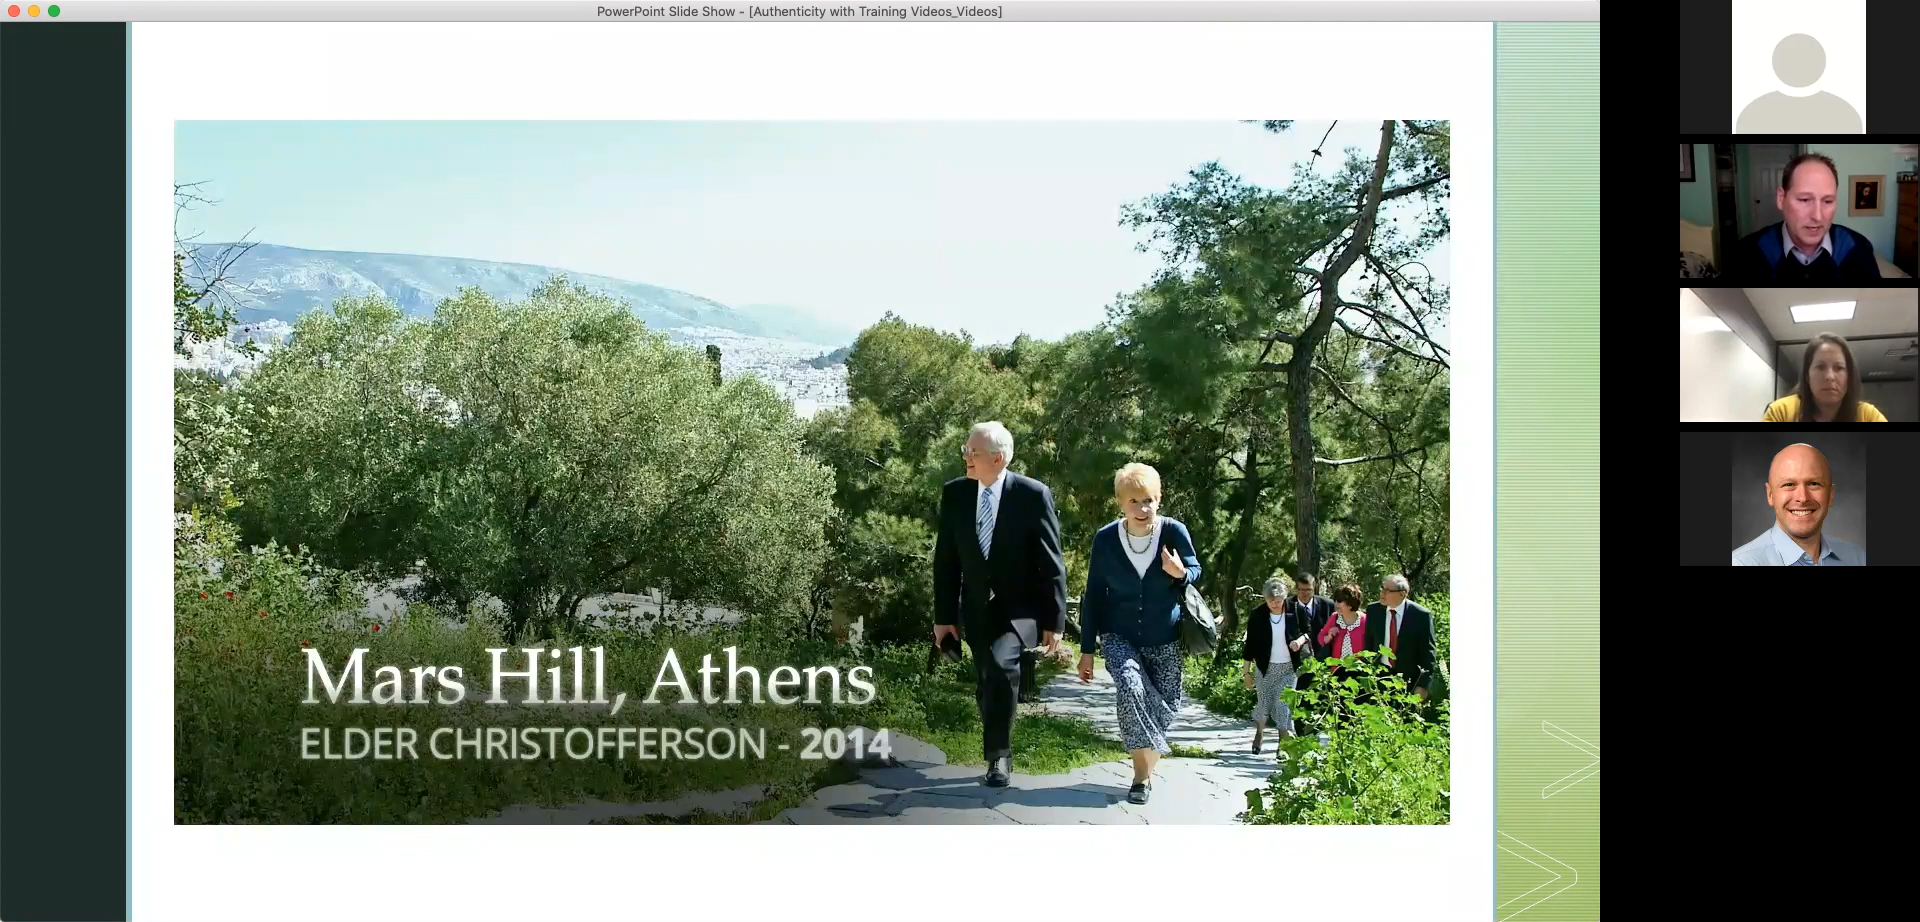 PowerPoint Slide Show - [Authenticity with Training Videos_Videos]
Mars Hill, Athens
ELDER CHRISTOFFERSON - 2014